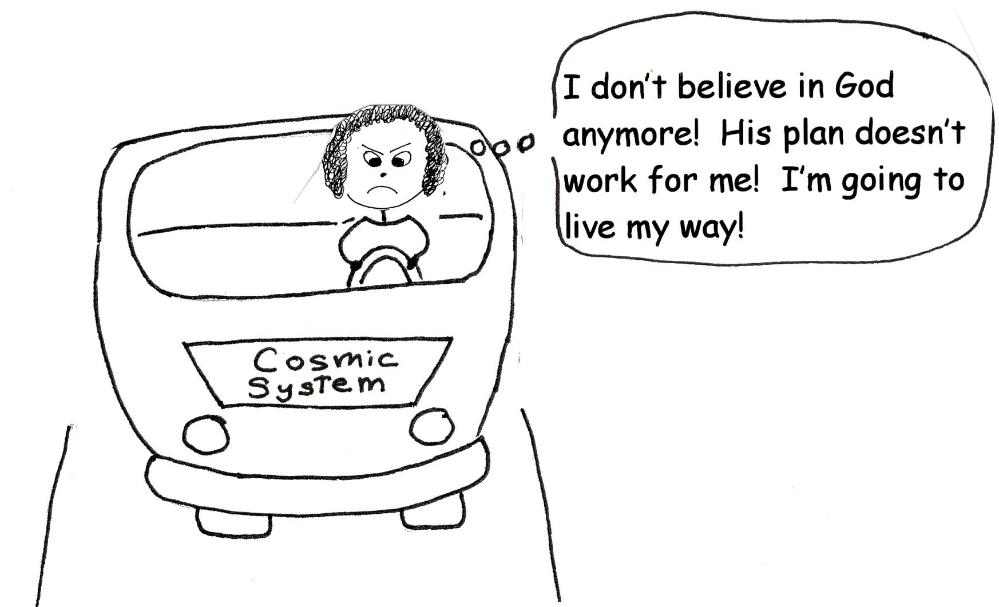 I don't believe in God
anymore!  His plan doesn't
work for me!  I'm going to
live my way!
Cosmic
System